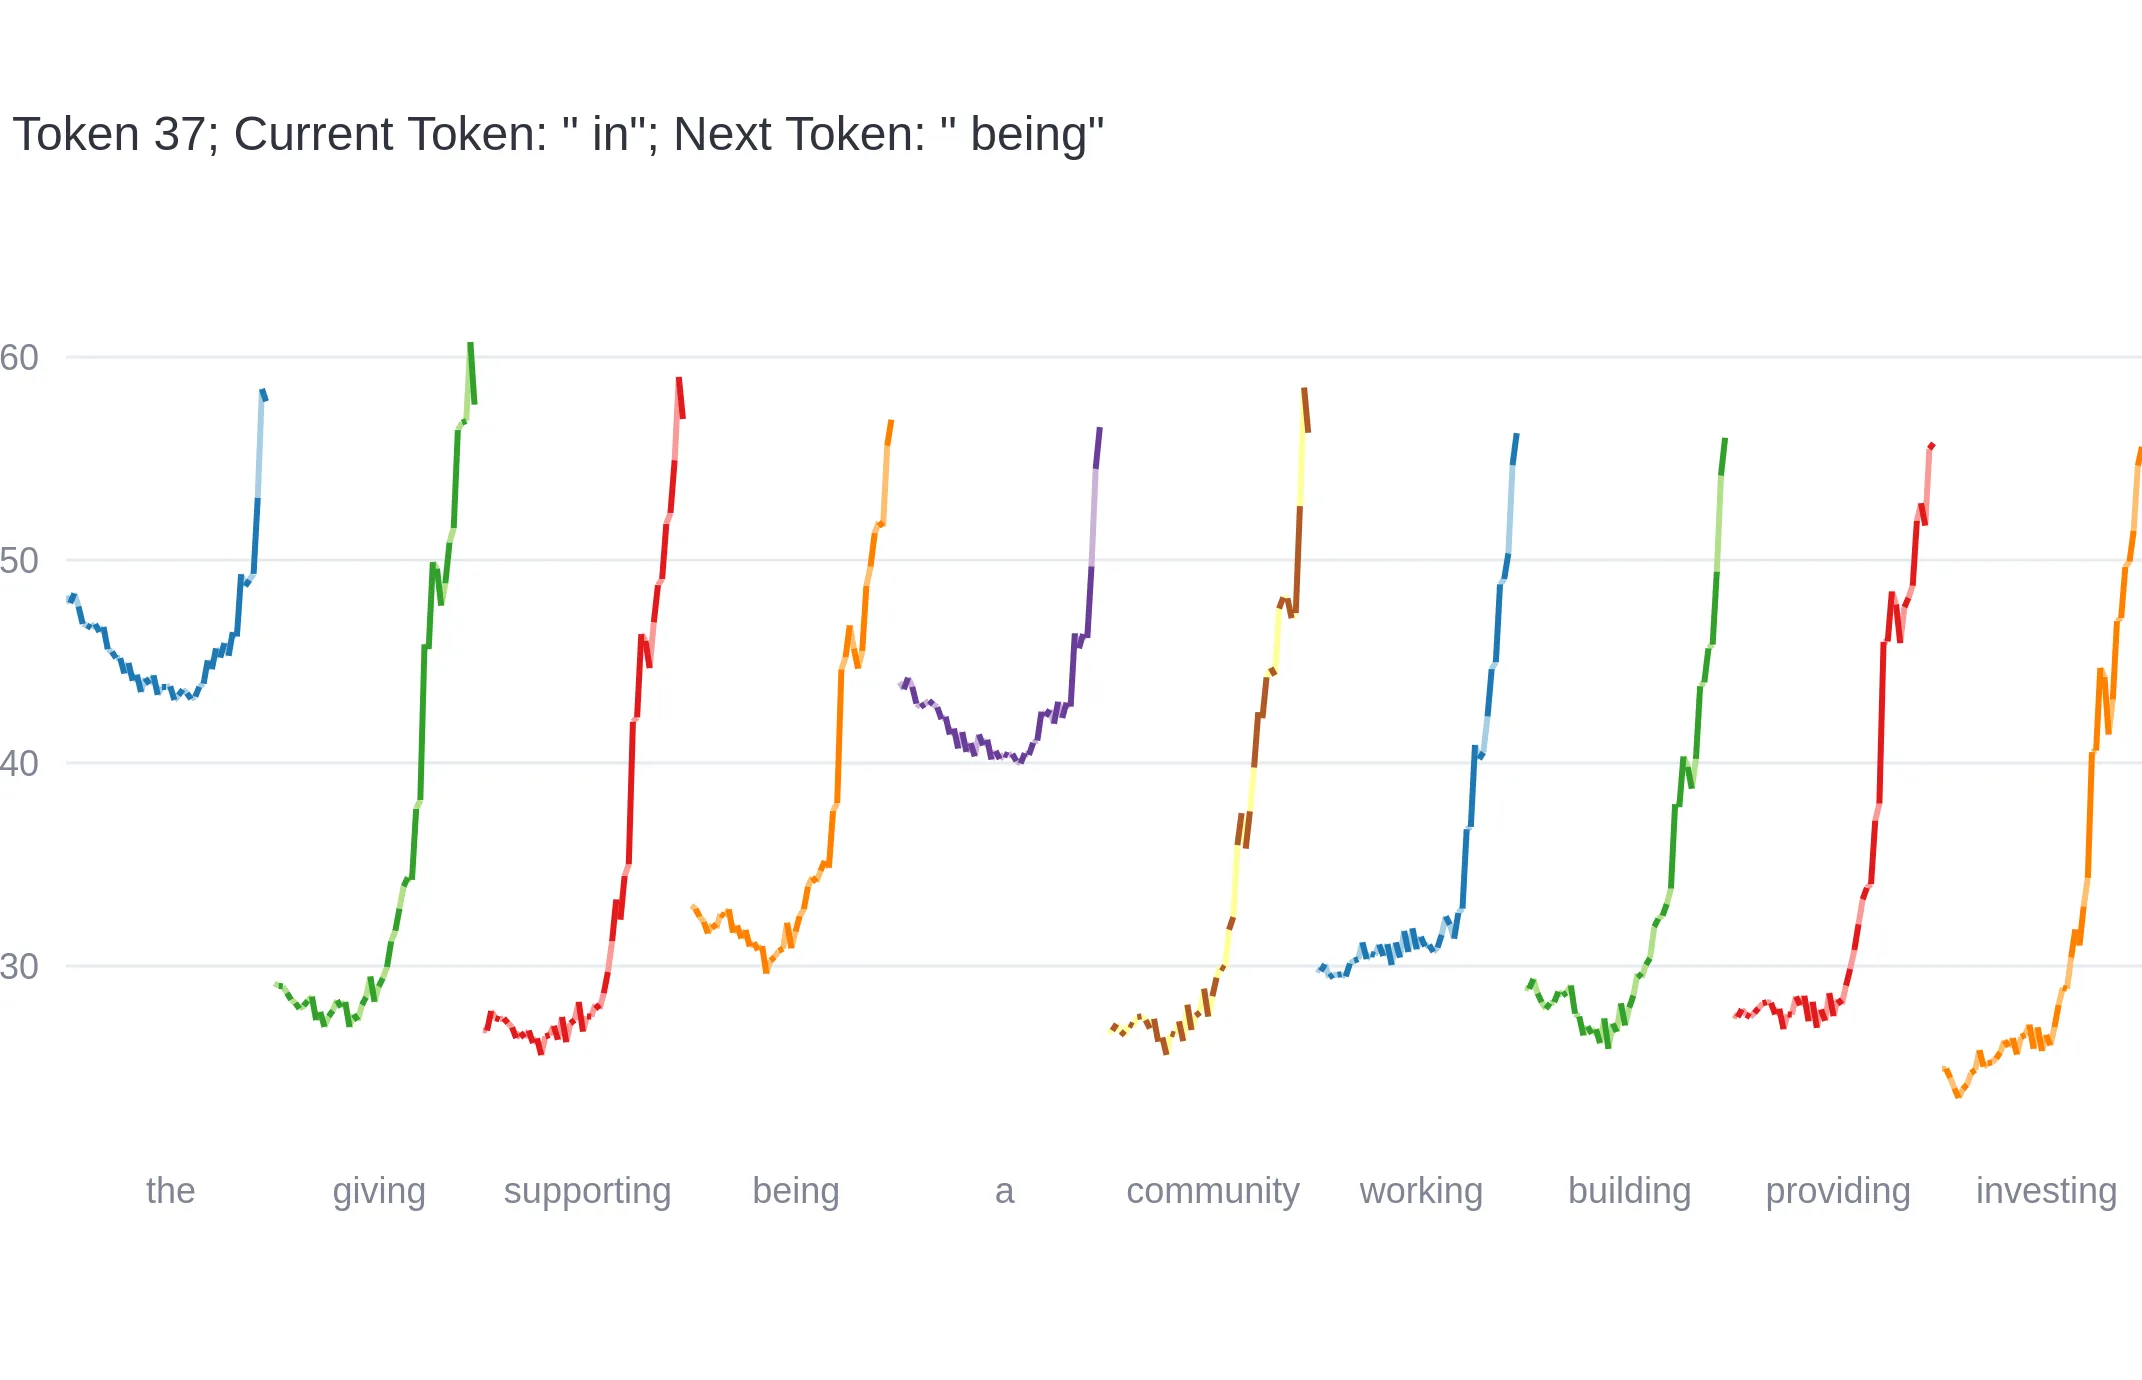 Token 37; Current Token: " in"; Next Token: " being"
60
50
40
30
the giving supporting being a community working building providing investing